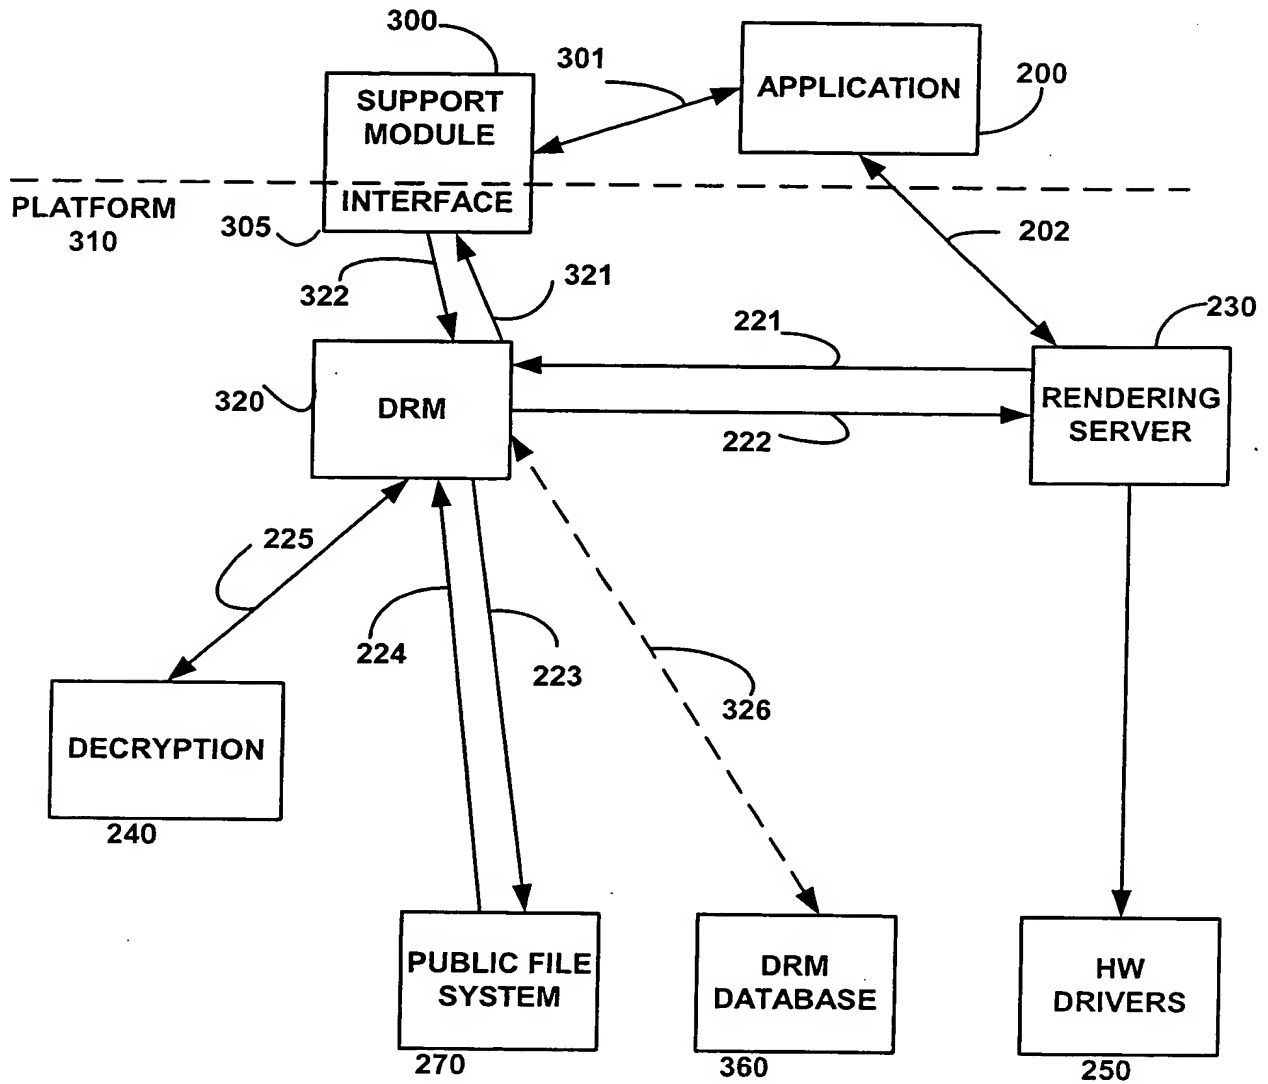 300
301
APPLICATION
200
SUPPORT
MODULE
INTERFACE
PLATFORM
310
305
202
322
321
221
230
320
DRM
RENDERING
SERVER
222
225
224
223
326
DECRYPTION
240
PUBLIC FILE
SYSTEM
270
DRM
DATABASE
360
HW
DRIVERS
250